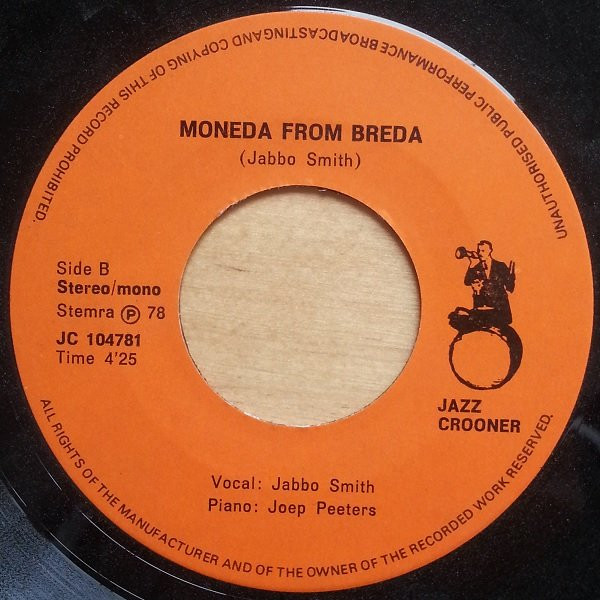 UNAUTHORISED PUBLIC PERFORMANCE BROADCASTING AND COPYING OF THIS RECORD PROHIBITED.
MONEDA FROM BREDA
(Jabbo Smith)
Side B
Stereo/mono
Stemra Ⓟ 78
JC 104781
Time 4'25
JAZZ
CROONER
Vocal: Jabbo Smith
Piano: Joep Peeters
ALL RIGHTS OF THE MANUFACTURER AND OF THE OWNER OF THE RECORDED WORK RESERVED.